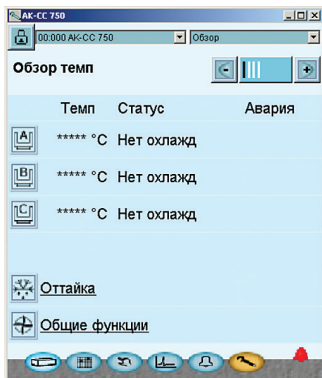 AK-CC 750
00:000 AK-CC 750 Обзор
Обзор темп
Темп Статус Авария
A ***** °C Нет охлажд
B ***** °C Нет охлажд
C ***** °C Нет охлажд
Оттайка
Общие функции